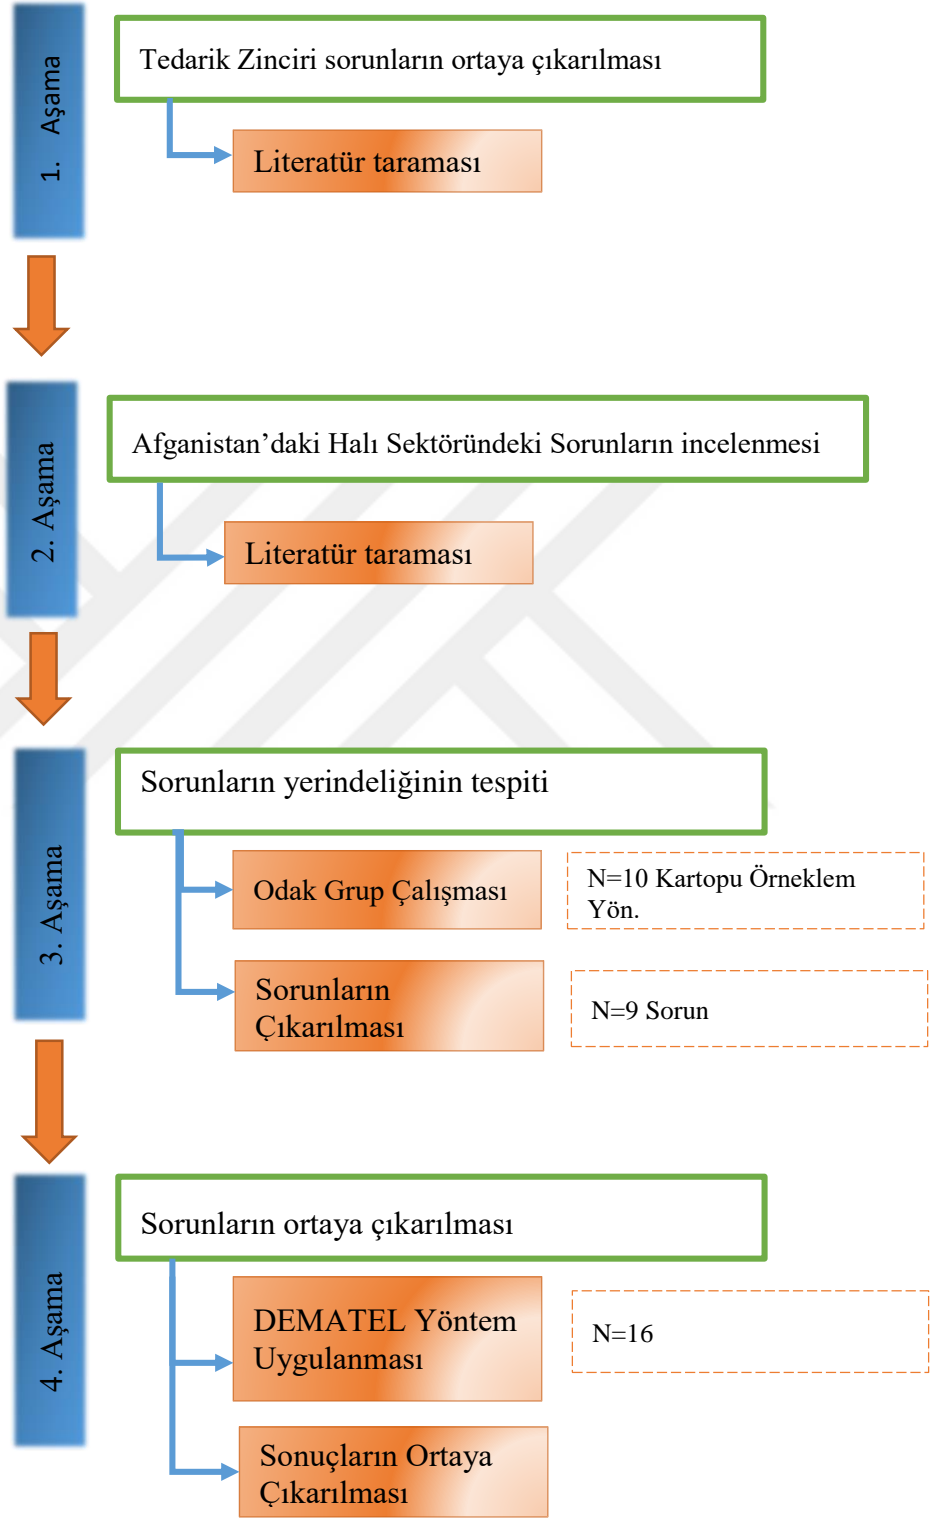 1. Aşama
Tedarik Zinciri sorunların ortaya çıkarılması
Literatür taraması
2. Aşama
Afganistan’daki Halı Sektöründeki Sorunların incelenmesi
Literatür taraması
3. Aşama
Sorunların yerindeliğinin tespiti
Odak Grup Çalışması
N=10 Kartopu Örneklem
Yön.
Sorunların
Çıkarılması
N=9 Sorun
4. Aşama
Sorunların ortaya çıkarılması
DEMATEL Yöntem
Uygulanması
N=16
Sonuçların Ortaya
Çıkarılması